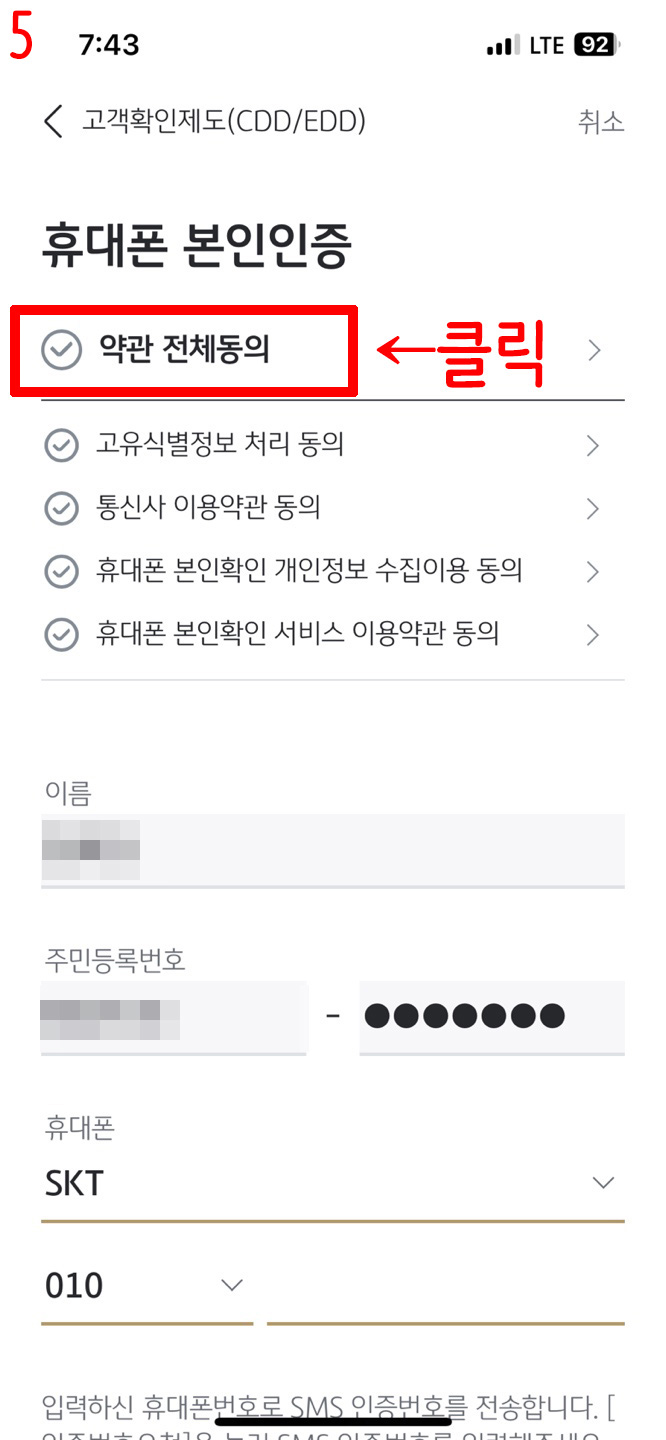 5
7:43
LTE 92
고객확인제도(CDD/EDD)
취소
휴대폰 본인인증
약관 전체동의
←클릭
고유식별정보 처리 동의
통신사 이용약관 동의
휴대폰 본인확인 개인정보 수집이용 동의
휴대폰 본인확인 서비스 이용약관 동의
이름
주민등록번호
-
휴대폰
SKT
010
입력하신 휴대폰번호로 SMS 인증번호를 전송합니다. [